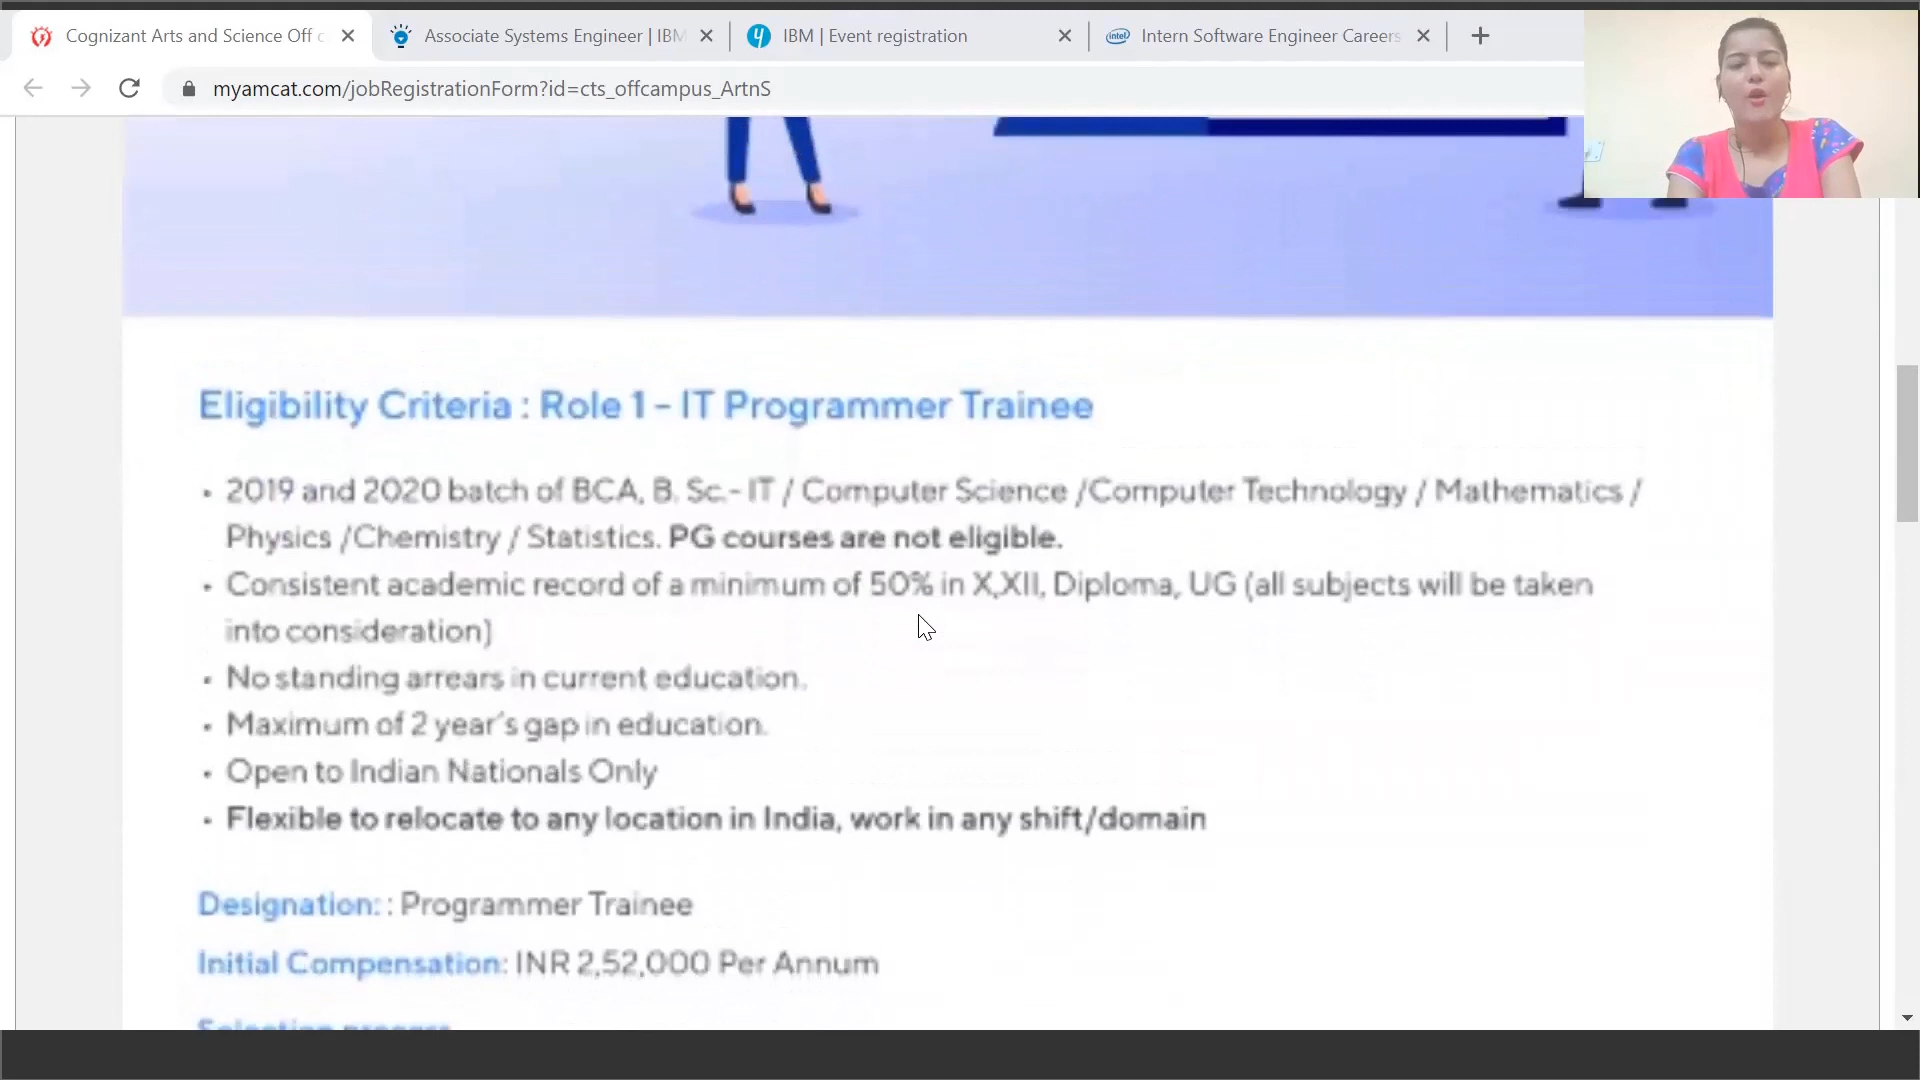 Cognizant Arts and Science Off c
Associate Systems Engineer | IBM
IBM | Event registration
intel Intern Software Engineer Careers
myamcat.com/jobRegistrationForm?id=cts_offcampus_ArtnS
Eligibility Criteria : Role 1 - IT Programmer Trainee
• 2019 and 2020 batch of BCA, B. Sc.- IT / Computer Science /Computer Technology / Mathematics /
Physics /Chemistry / Statistics. PG courses are not eligible.
• Consistent academic record of a minimum of 50% in X,XII, Diploma, UG (all subjects will be taken
into consideration)
• No standing arrears in current education.
• Maximum of 2 year's gap in education.
• Open to Indian Nationals Only
• Flexible to relocate to any location in India, work in any shift/domain
Designation: : Programmer Trainee
Initial Compensation: INR 2,52,000 Per Annum
Selection process